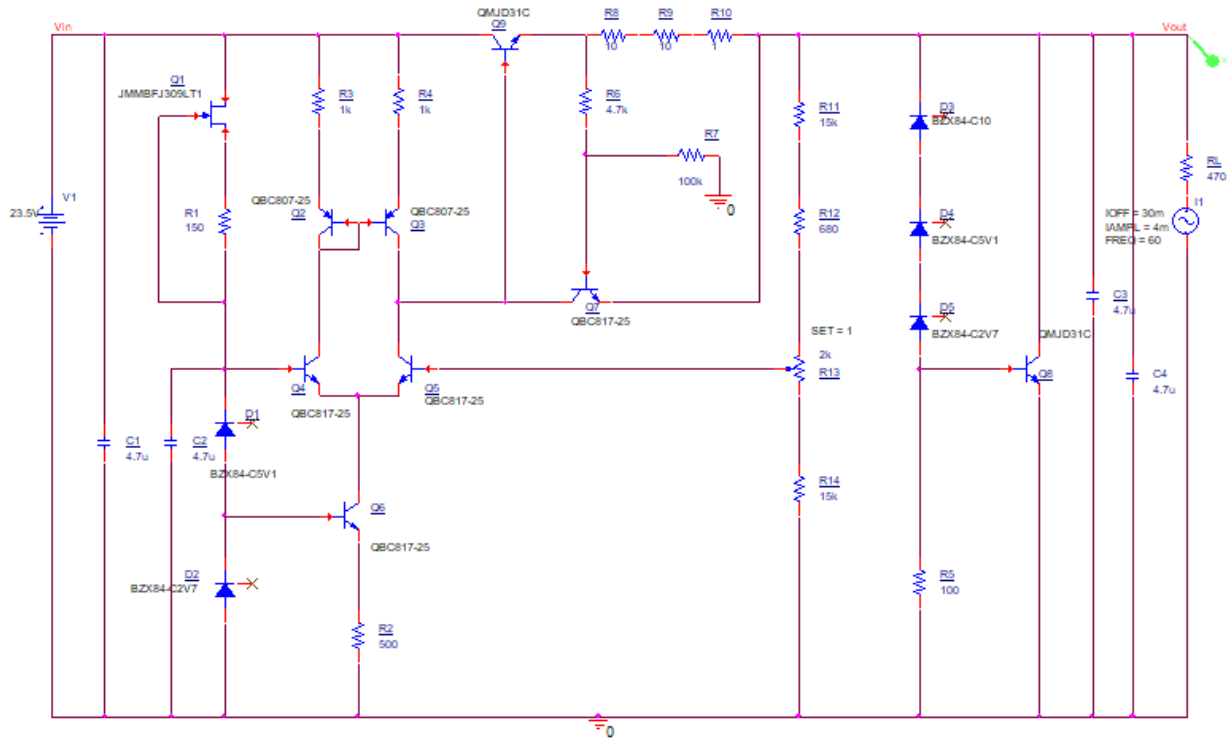 Vin
QMJD31C
Q9
R8
10
R9
10
R10
1
Vout
Q1
JMMBFJ309LT1
R3
1k
R4
1k
R6
4.7k
R7
100k
0
R11
15k
D3
BZX84-C10
RL
470
V1
23.5V
R1
150
QBC807-25
Q2
QBC807-25
Q3
R12
680
D4
BZX84-C5V1
I1
IOFF = 30m
IAMPL = 4m
FREQ = 60
Q7
QBC817-25
SET = 1
2k
R13
D5
BZX84-C2V7
QMJD31C
Q8
C3
4.7u
C4
4.7u
Q4
QBC817-25
Q5
QBC817-25
D1
BZX84-C5V1
C1
4.7u
C2
4.7u
R14
15k
Q6
QBC817-25
D2
BZX84-C2V7
R5
100
R2
500
0